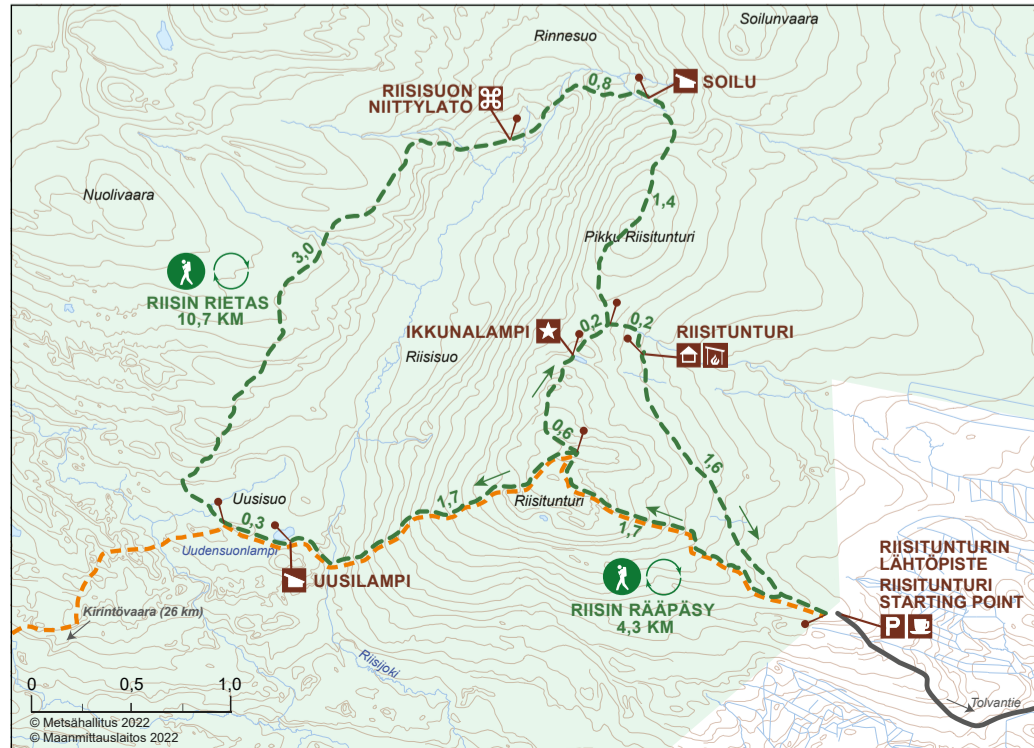 Soilunvaara
Rinnesuo
0,8
SOILU
RIISISUON
NIITTYLATO
Nuolivaara
1,4
Pikku Riisitunturi
3,0
RIISIN RIETAS
10,7 KM
IKKUNALAMPI
0,2
0,2
RIISITUNTURI
Riisisuo
0,6
1,6
Uusisuo
1,7
Riisitunturi
0,3
1,7
Uudensuonlampi
UUSILAMPI
RIISITUNTURIN
LÄHTÖPISTE
RIISITUNTURI
STARTING POINT
P
RIISIN RÄÄPÄSY
4,3 KM
Kirintövaara (26 km)
Riisijoki
0
0,5
1,0
Tolvantie
© Metsähallitus 2022
© Maanmittauslaitos 2022